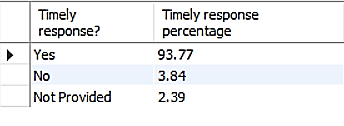 Timely response? Timely response percentage
Yes 93.77
No 3.84
Not Provided 2.39